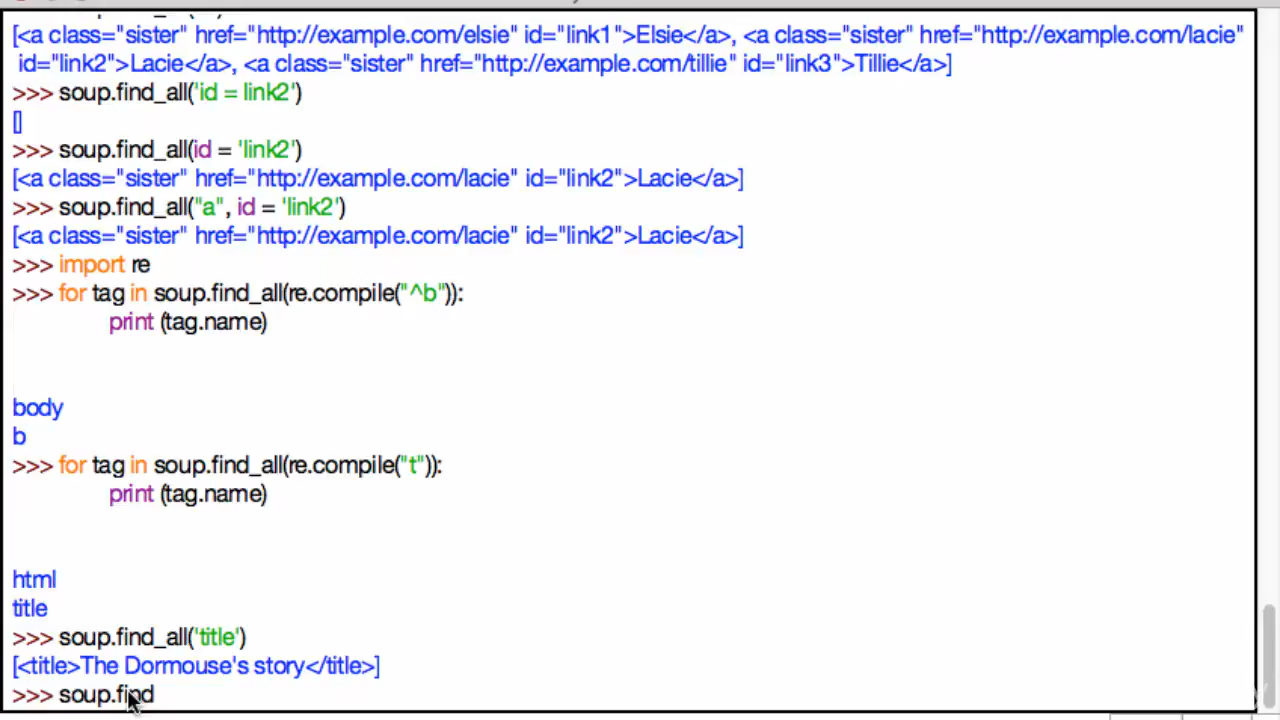 [<a class="sister" href="http://example.com/elsie" id="link1">Elsie</a>, <a class="sister" href="http://example.com/lacie"
 id="link2">Lacie</a>, <a class="sister" href="http://example.com/tillie" id="link3">Tillie</a>]
>>> soup.find_all('id = link2')
[]
>>> soup.find_all(id = 'link2')
[<a class="sister" href="http://example.com/lacie" id="link2">Lacie</a>]
>>> soup.find_all("a", id = 'link2')
[<a class="sister" href="http://example.com/lacie" id="link2">Lacie</a>]
>>> import re
>>> for tag in soup.find_all(re.compile("^b")):
print (tag.name)
body
b
>>> for tag in soup.find_all(re.compile("t")):
print (tag.name)
html
title
>>> soup.find_all('title')
[<title>The Dormouse's story</title>]
>>> soup.find